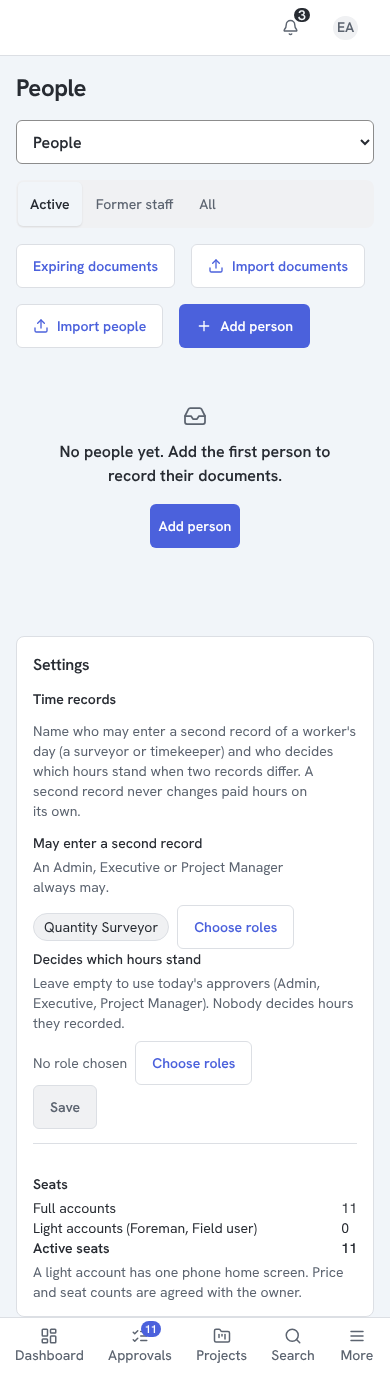 3
EA
People
People
Active
Former staff
All
Expiring documents
Import documents
Import people
Add person
No people yet. Add the first person to
record their documents.
Add person
Settings
Time records
Name who may enter a second record of a worker's
day (a surveyor or timekeeper) and who decides
which hours stand when two records differ. A
second record never changes paid hours on
its own.
May enter a second record
An Admin, Executive or Project Manager
always may.
Quantity Surveyor
Choose roles
Decides which hours stand
Leave empty to use today's approvers (Admin,
Executive, Project Manager). Nobody decides hours
they recorded.
No role chosen
Choose roles
Save
Seats
Full accounts 11
Light accounts (Foreman, Field user) 0
Active seats 11
A light account has one phone home screen. Price
and seat counts are agreed with the owner.
11
Dashboard
Approvals
Projects
Search
More